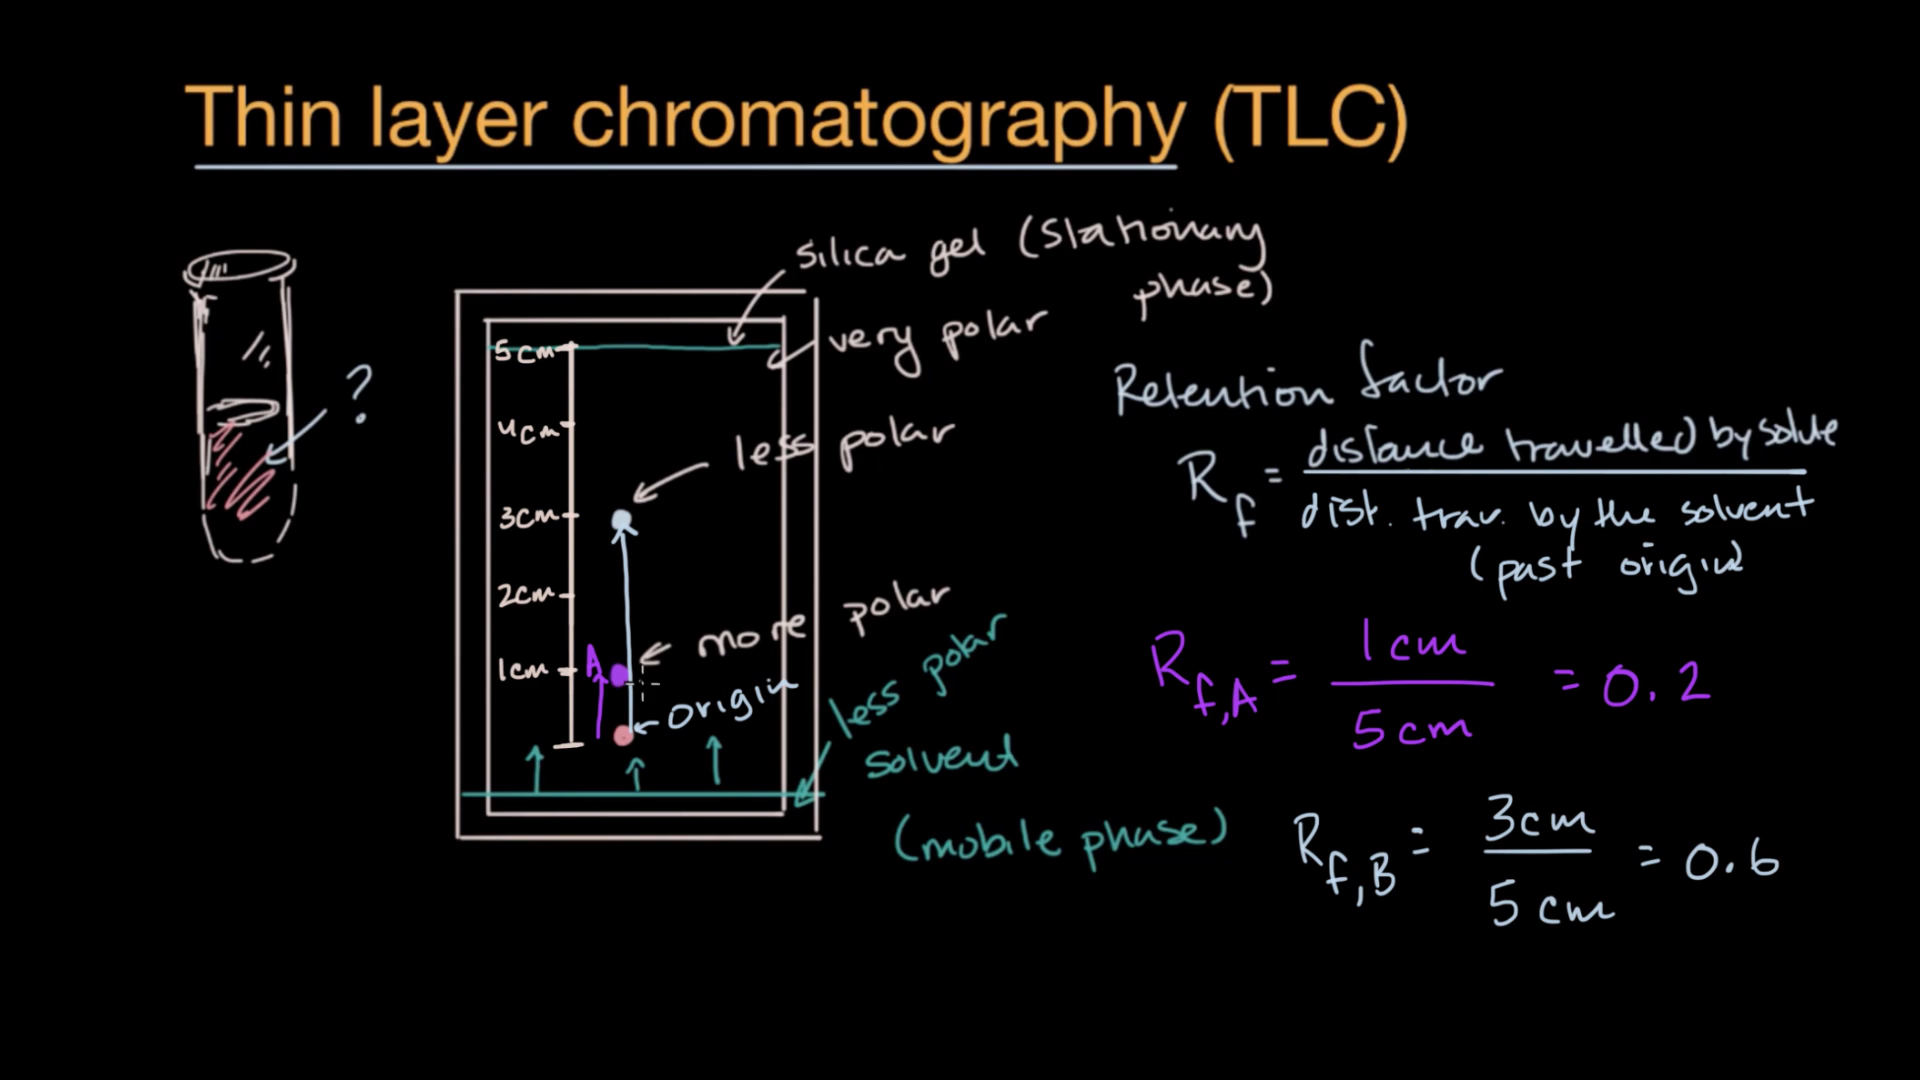 Thin layer chromatography (TLC)
silica gel (stationary
phase)
very polar
?
5cm
4cm
less polar
3cm
2cm
more polar
1cm
A
origin
less polar
solvent
(mobile phase)
Retention factor
Rf = distance travelled by solute
dist. trav. by the solvent
(past origin)
Rf,A = 1cm
5cm
= 0.2
Rf,B = 3cm
5cm
= 0.6